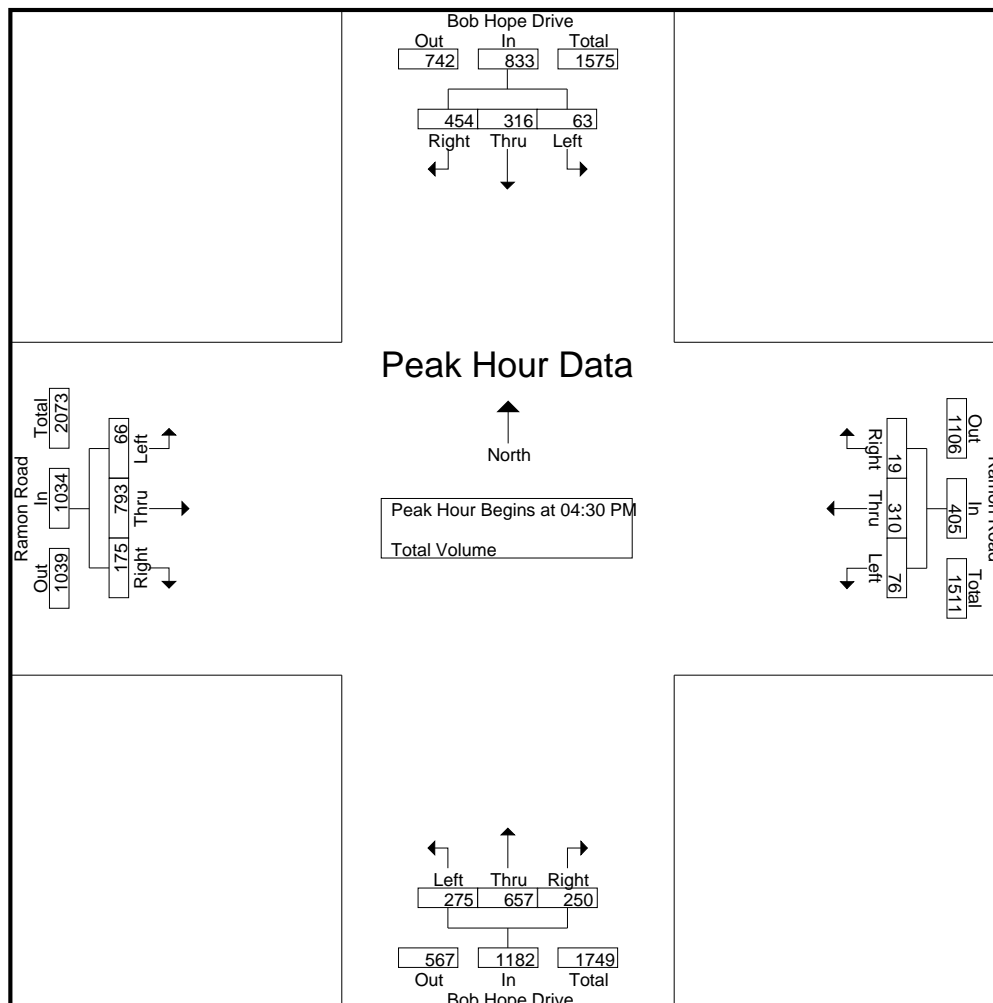 Bob Hope Drive
Out In Total
742 833 1575
454 316 63
Right Thru Left
Peak Hour Data
North
Peak Hour Begins at 04:30 PM
Total Volume
Ramon Road
Total In Out
2073 1034 1039
66 793 175
Left Thru Right
Right Thru Left
19 310 76
Out In Total
1106 405 1511
Ramon Road
Left Thru Right
275 657 250
567 1182 1749
Out In Total
Bob Hope Drive